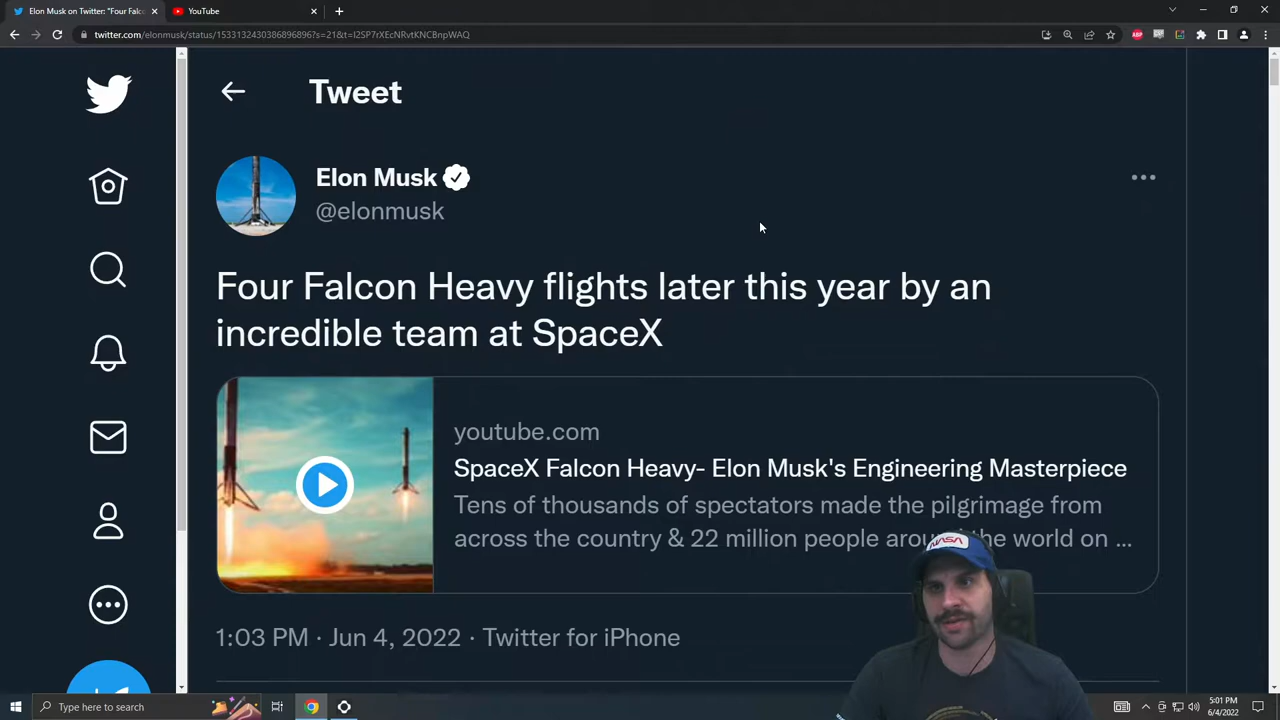 Elon Musk on Twitter: "Four Falc
YouTube
twitter.com/elonmusk/status/1533132430386896896?s=21&t=I2SP7rXEcNRvtKNCBnpWAQ
ABP
Tweet
Elon Musk
@elonmusk
Four Falcon Heavy flights later this year by an
incredible team at SpaceX
youtube.com
SpaceX Falcon Heavy- Elon Musk's Engineering Masterpiece
Tens of thousands of spectators made the pilgrimage from
across the country & 22 million people the world on ...
NASA
1:03 PM · Jun 4, 2022 · Twitter for iPhone
Type here to search
5:01 PM
6/4/2022